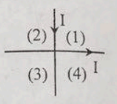 I
(2) (1)
(3) (4) I